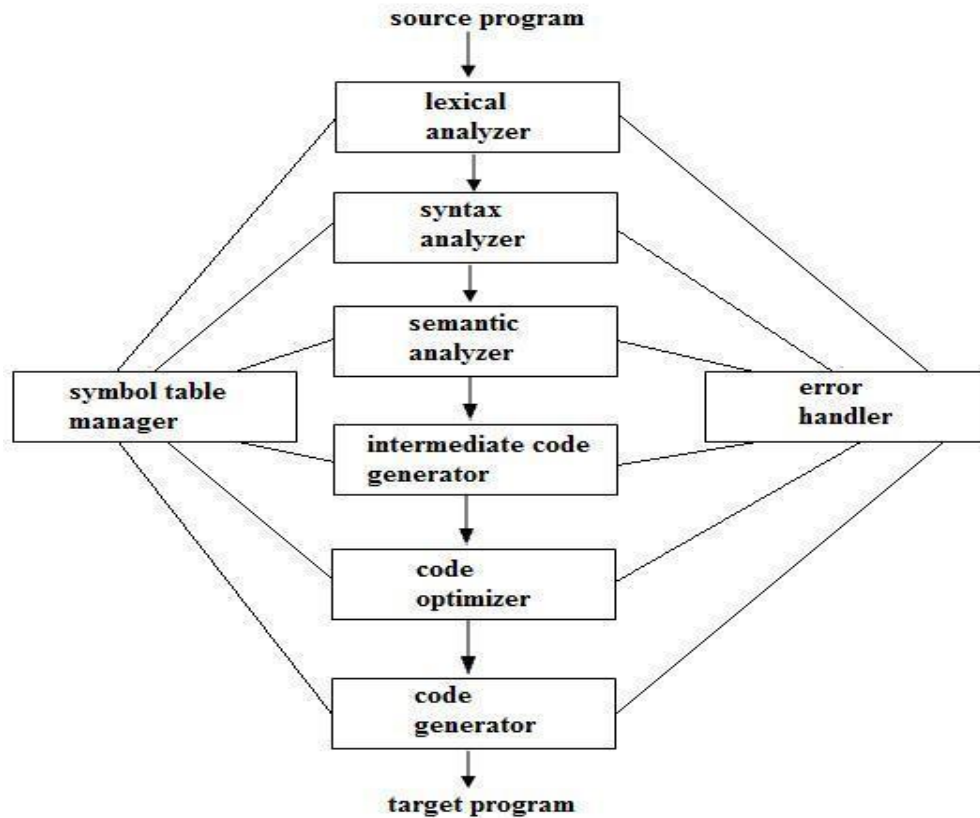 source program
lexical
analyzer
syntax
analyzer
semantic
analyzer
symbol table
manager
error
handler
intermediate code
generator
code
optimizer
code
generator
target program